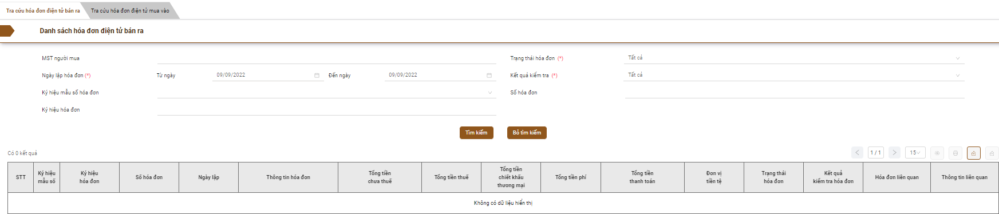 Tra cứu hóa đơn điện tử bán ra Tra cứu hóa đơn điện tử mua vào
Danh sách hóa đơn điện tử bán ra
MST người mua Trạng thái hóa đơn (*) Tất cả
Ngày lập hóa đơn (*) Từ ngày 09/09/2022 Đến ngày 09/09/2022 Kết quả kiểm tra (*) Tất cả
Ký hiệu mẫu số hóa đơn Số hóa đơn
Ký hiệu hóa đơn
Tìm kiếm Bỏ tìm kiếm
Có 0 kết quả 1 / 1 15
STT
Ký hiệu
mẫu số
Ký hiệu
hóa đơn
Số hóa đơn
Ngày lập
Thông tin hóa đơn
Tổng tiền
chưa thuế
Tổng tiền thuế
Tổng tiền
chiết khấu
thương mại
Tổng tiền phí
Tổng tiền
thanh toán
Đơn vị
tiền tệ
Trạng thái
hóa đơn
Kết quả
kiểm tra hóa đơn
Hóa đơn liên quan
Thông tin liên quan
Không có dữ liệu hiển thị